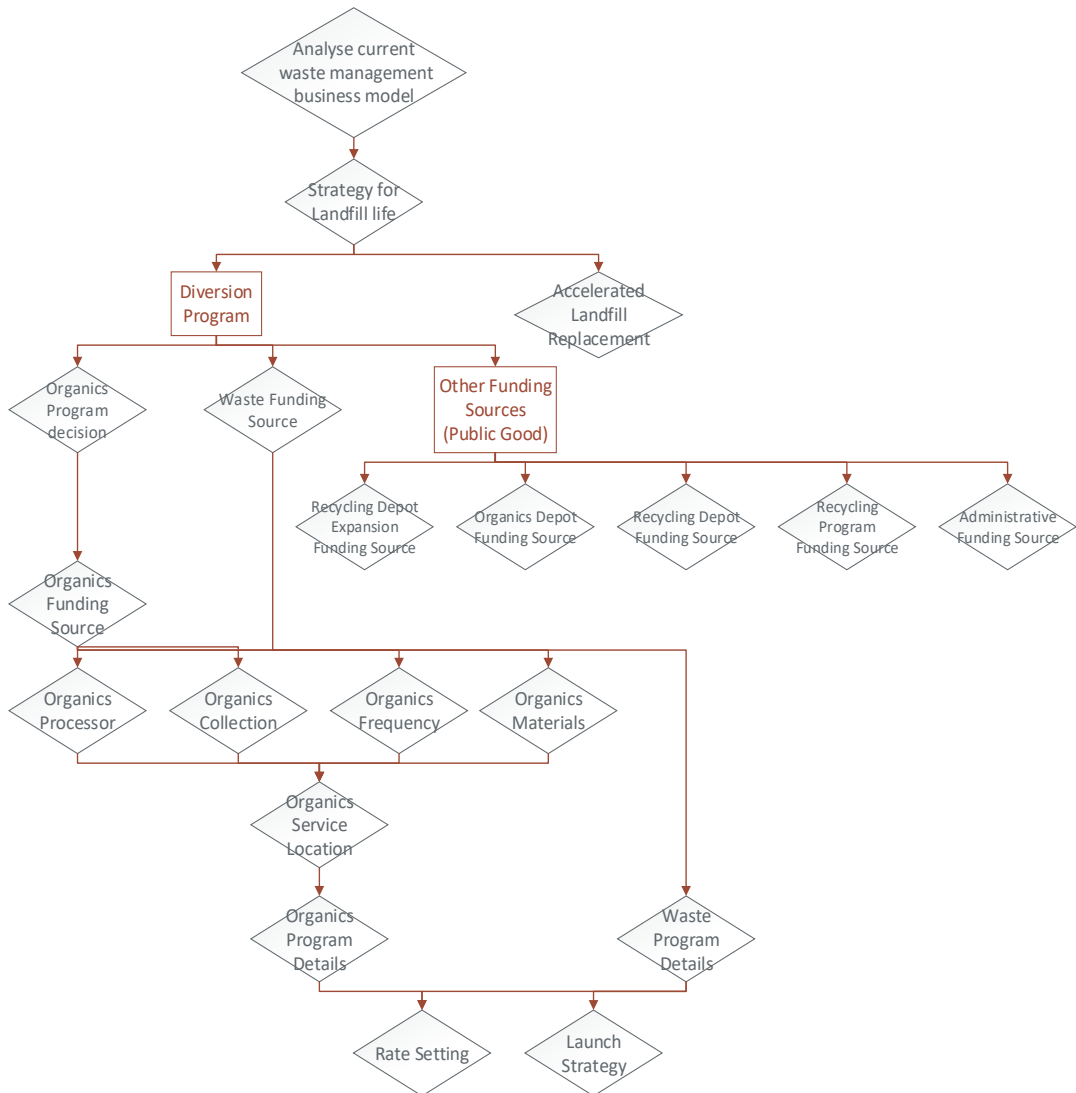 Analyse current
waste management
business model
Strategy for
Landfill life
Diversion
Program
Accelerated
Landfill
Replacement
Organics
Program
decision
Waste Funding
Source
Other Funding
Sources
(Public Good)
Recycling Depot
Expansion
Funding Source
Organics Depot
Funding Source
Recycling Depot
Funding Source
Recycling
Program
Funding Source
Administrative
Funding Source
Organics
Funding
Source
Organics
Processor
Organics
Collection
Organics
Frequency
Organics
Materials
Organics
Service
Location
Organics
Program
Details
Waste
Program
Details
Rate Setting
Launch
Strategy